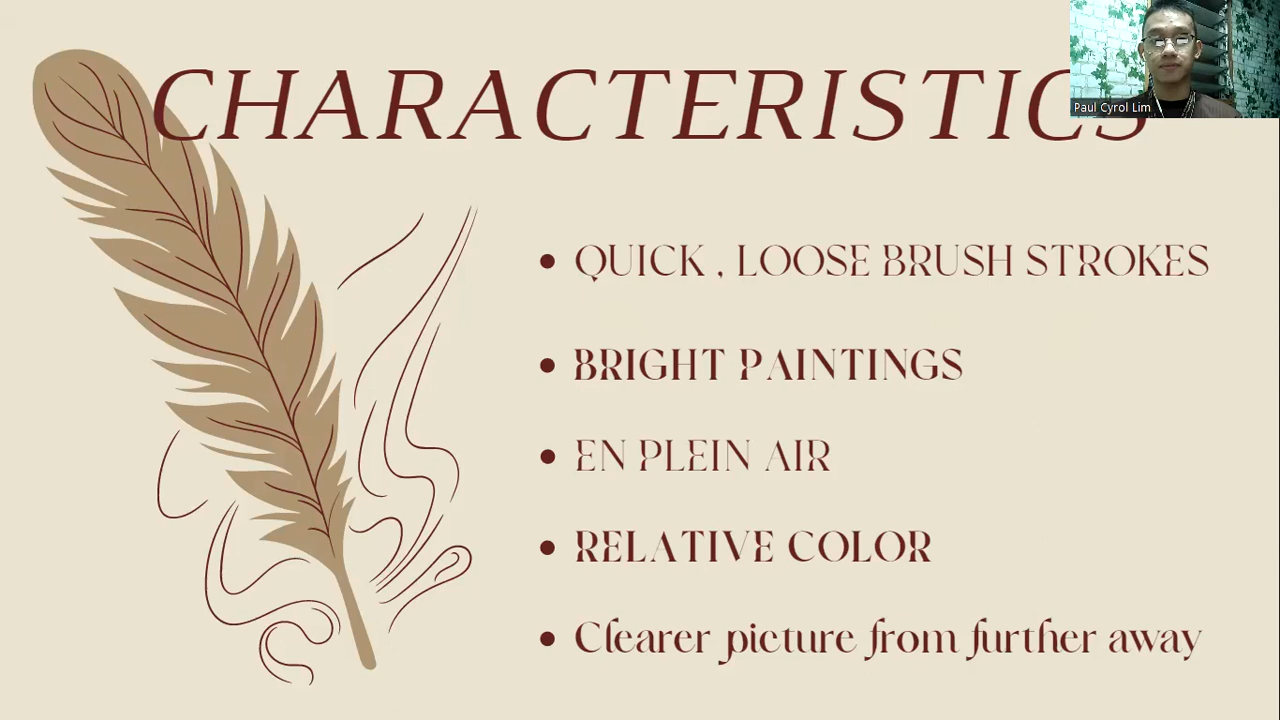 CHARACTERISTICS
Paul Cyrol Lim
QUICK , LOOSE BRUSH STROKES
BRIGHT PAINTINGS
EN PLEIN AIR
RELATIVE COLOR
Clearer picture from further away